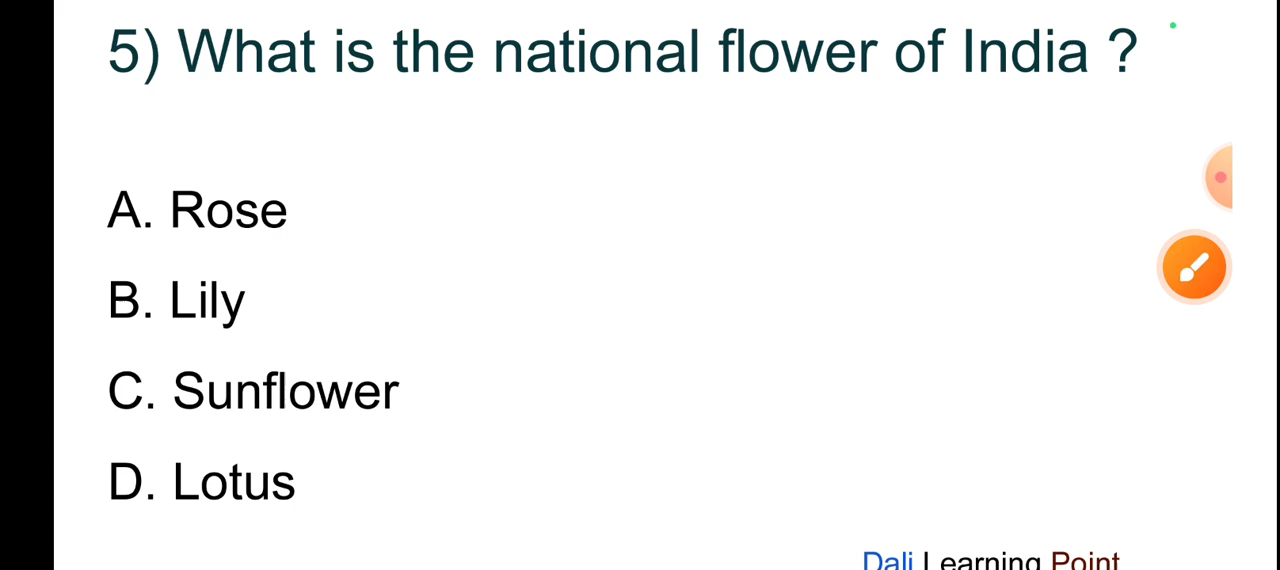 5) What is the national flower of India ?
A. Rose
B. Lily
C. Sunflower
D. Lotus
Dali Learning Point